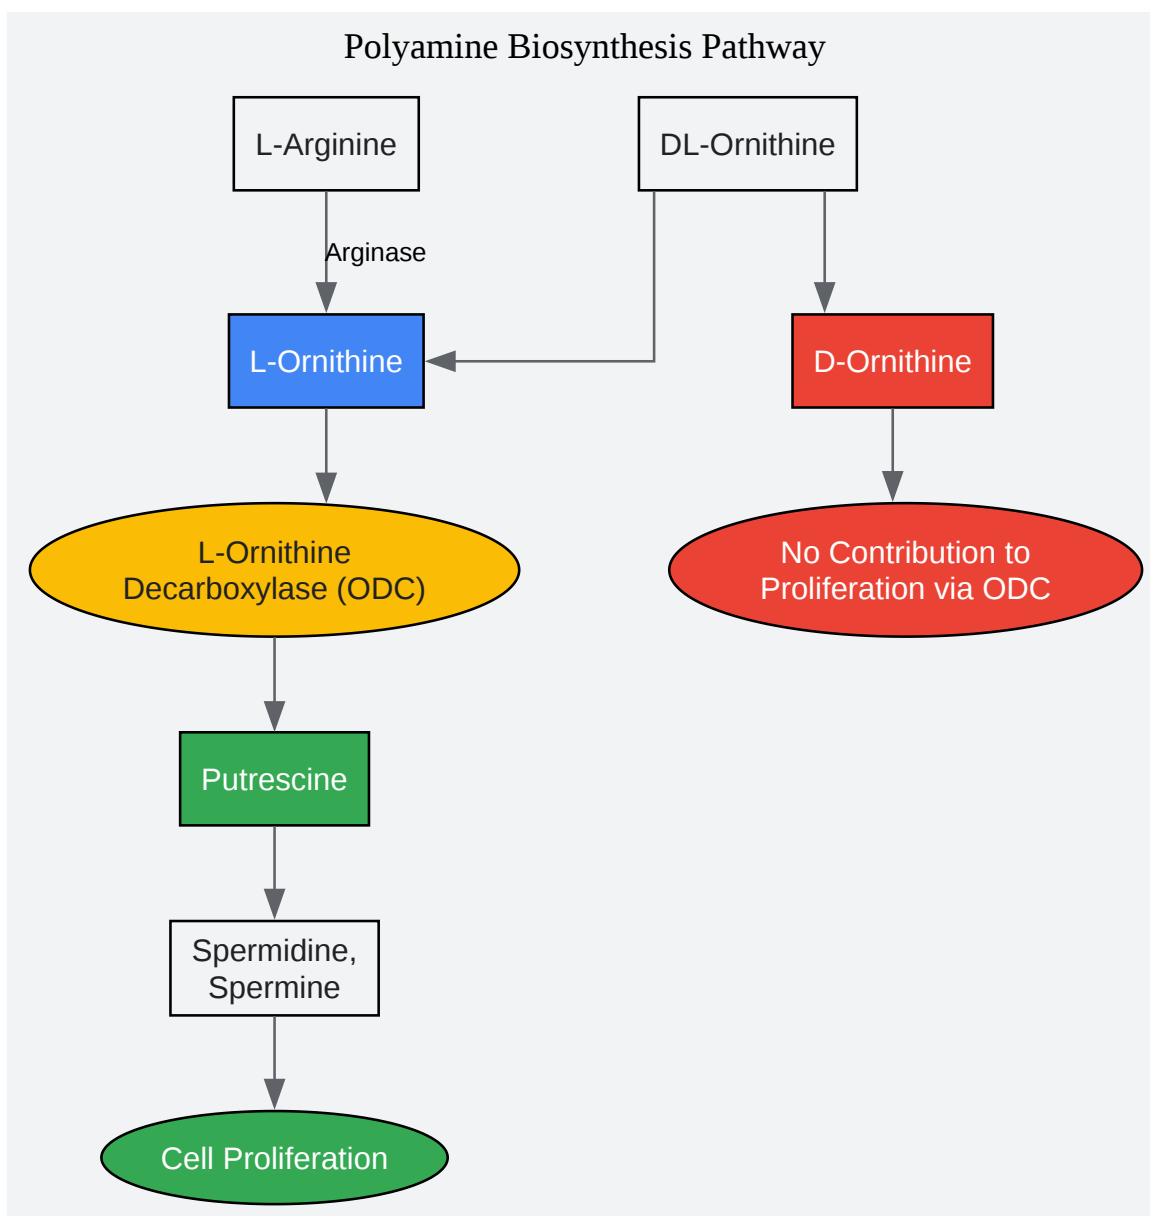 Polyamine Biosynthesis Pathway
L-Arginine
DL-Ornithine
Arginase
L-Ornithine
D-Ornithine
L-Ornithine
Decarboxylase (ODC)
No Contribution to
Proliferation via ODC
Putrescine
Spermidine,
Spermine
Cell Proliferation